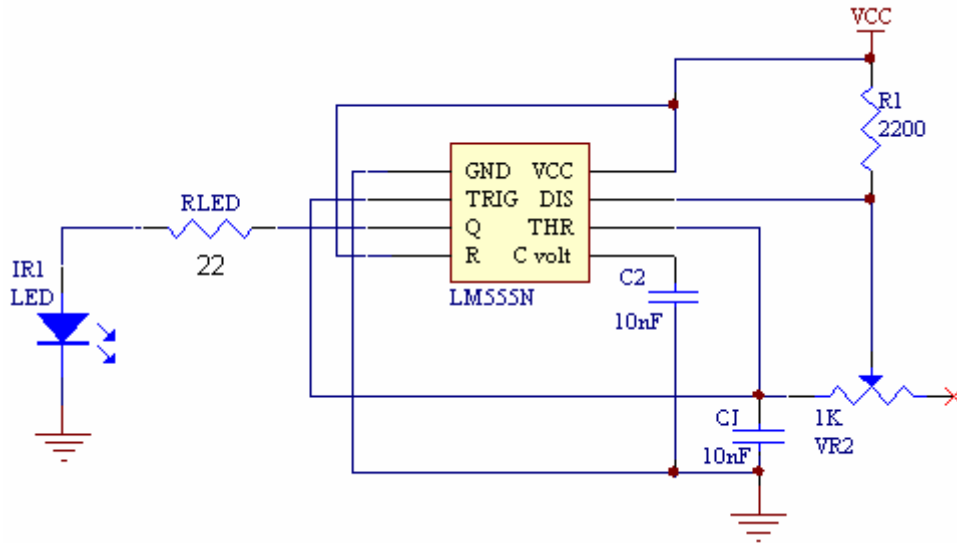 VCC
R1
2200
GND VCC
TRIG DIS
Q THR
R C volt
LM555N
RLED
22
IR1
LED
C2
10nF
C1
10nF
1K
VR2